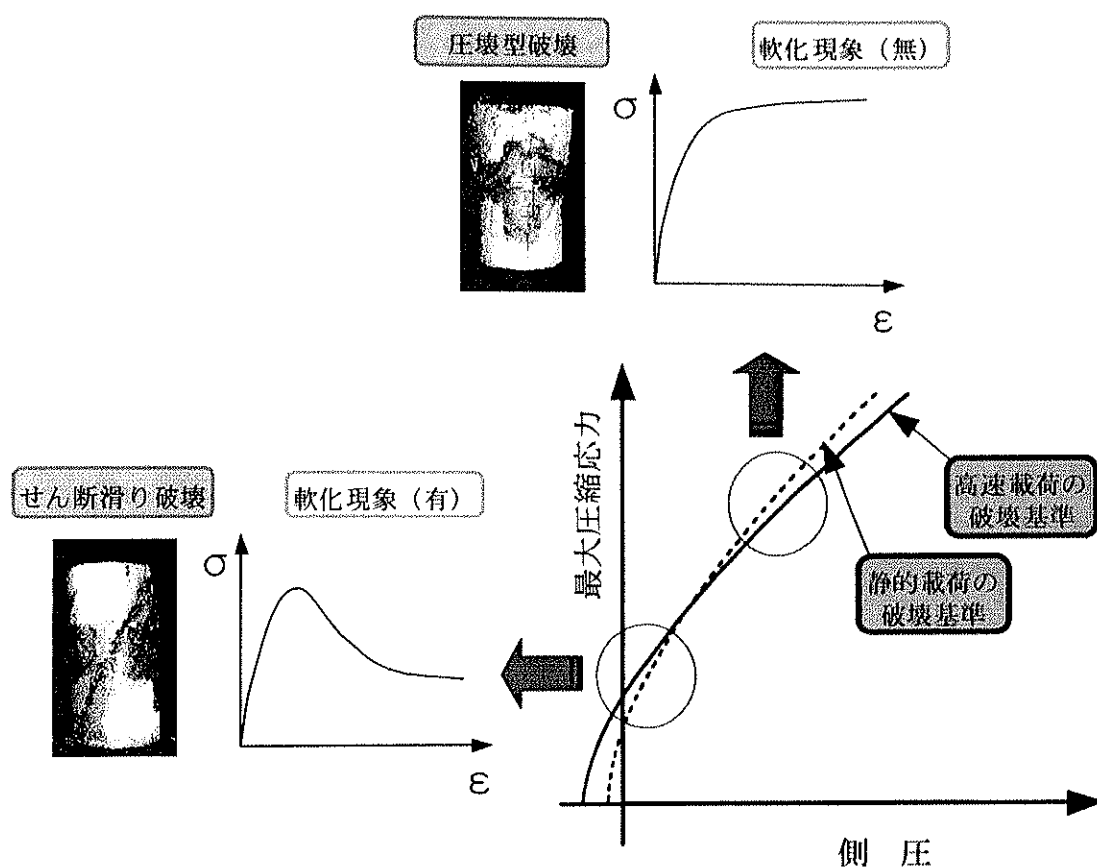 圧壊型破壊
軟化現象（無）
σ
ε
せん断滑り破壊
軟化現象（有）
σ
ε
最大圧縮応力
高速載荷の
破壊基準
静的載荷の
破壊基準
側 圧